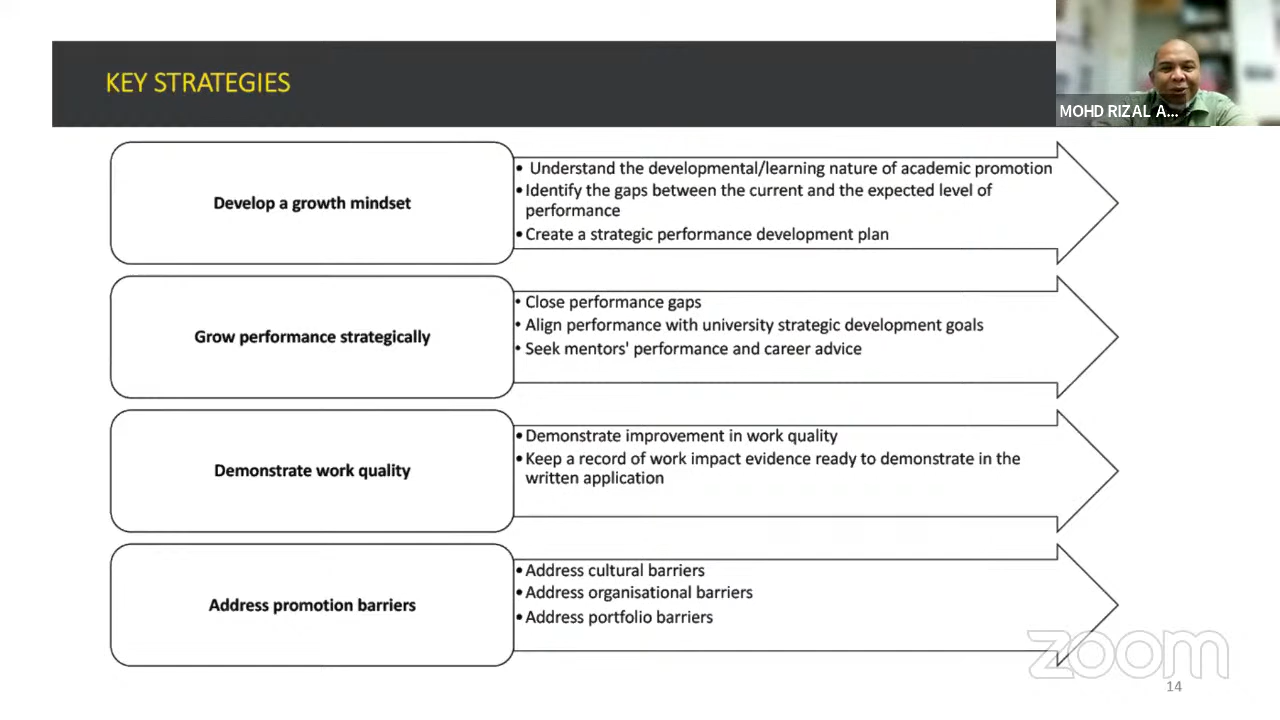 KEY STRATEGIES
MOHD RIZAL A...
Develop a growth mindset
• Understand the developmental/learning nature of academic promotion
• Identify the gaps between the current and the expected level of
performance
• Create a strategic performance development plan
Grow performance strategically
• Close performance gaps
• Align performance with university strategic development goals
• Seek mentors' performance and career advice
Demonstrate work quality
• Demonstrate improvement in work quality
• Keep a record of work impact evidence ready to demonstrate in the
written application
Address promotion barriers
• Address cultural barriers
• Address organisational barriers
• Address portfolio barriers
zoom
14